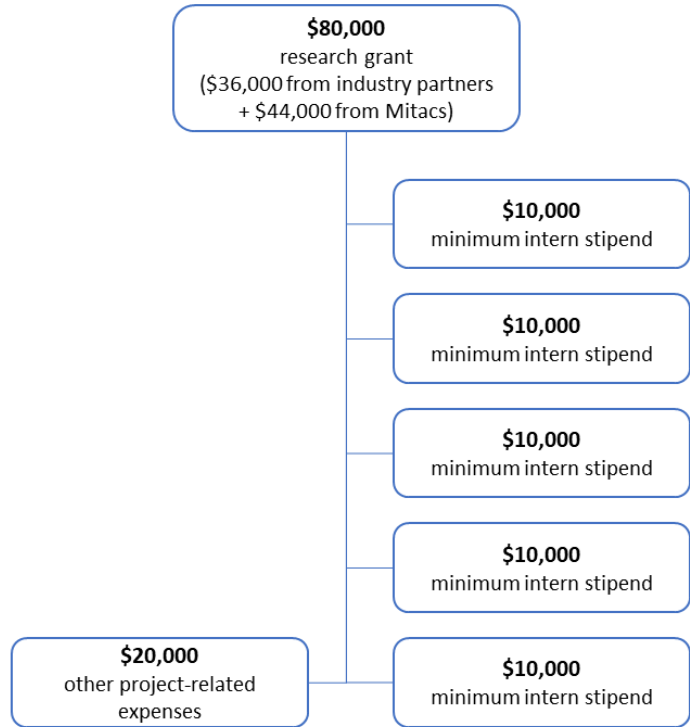 $80,000
research grant
($36,000 from industry partners
+ $44,000 from Mitacs)
$10,000
minimum intern stipend
$10,000
minimum intern stipend
$10,000
minimum intern stipend
$10,000
minimum intern stipend
$20,000
other project-related
expenses
$10,000
minimum intern stipend